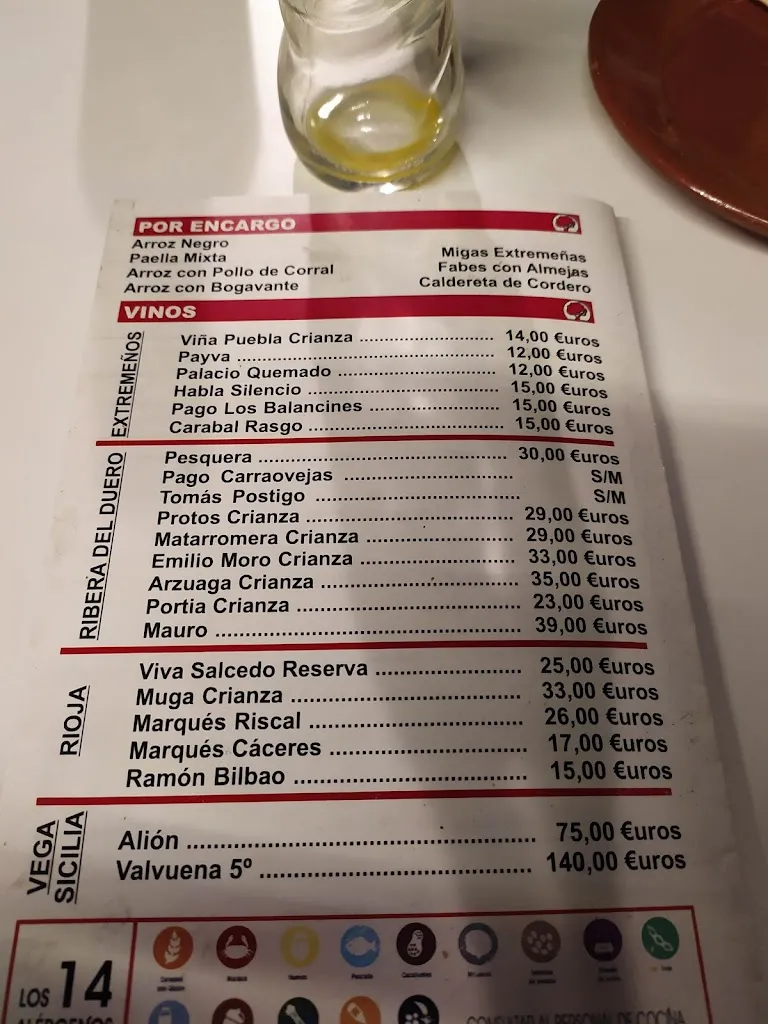 POR ENCARGO
Arroz Negro
Paella Mixta
Arroz con Pollo de Corral
Arroz con Bogavante
Migas Extremeñas
Fabes con Almejas
Caldereta de Cordero
VINOS
EXTREMEÑOS
Viña Puebla Crianza ........ 14,00 €uros
Payva ........ 12,00 €uros
Palacio Quemado ........ 12,00 €uros
Habla Silencio ........ 15,00 €uros
Pago Los Balancines ........ 15,00 €uros
Carabal Rasgo ........ 15,00 €uros
RIBERA DEL DUERO
Pesquera ........ 30,00 €uros
Pago Carraovejas ........ S/M
Tomás Postigo ........ S/M
Protos Crianza ........ 29,00 €uros
Matarromera Crianza ........ 29,00 €uros
Emilio Moro Crianza ........ 33,00 €uros
Arzuaga Crianza ........ 35,00 €uros
Portia Crianza ........ 23,00 €uros
Mauro ........ 39,00 €uros
RIOJA
Viva Salcedo Reserva ........ 25,00 €uros
Muga Crianza ........ 33,00 €uros
Marqués Riscal ........ 26,00 €uros
Marqués Cáceres ........ 17,00 €uros
Ramón Bilbao ........ 15,00 €uros
VEGA
SICILIA
Alión ........ 75,00 €uros
Valvuena 5º ........ 140,00 €uros
LOS 14
ALÉRGENOS
CONSULTAR AL PERSONAL DE COCINA